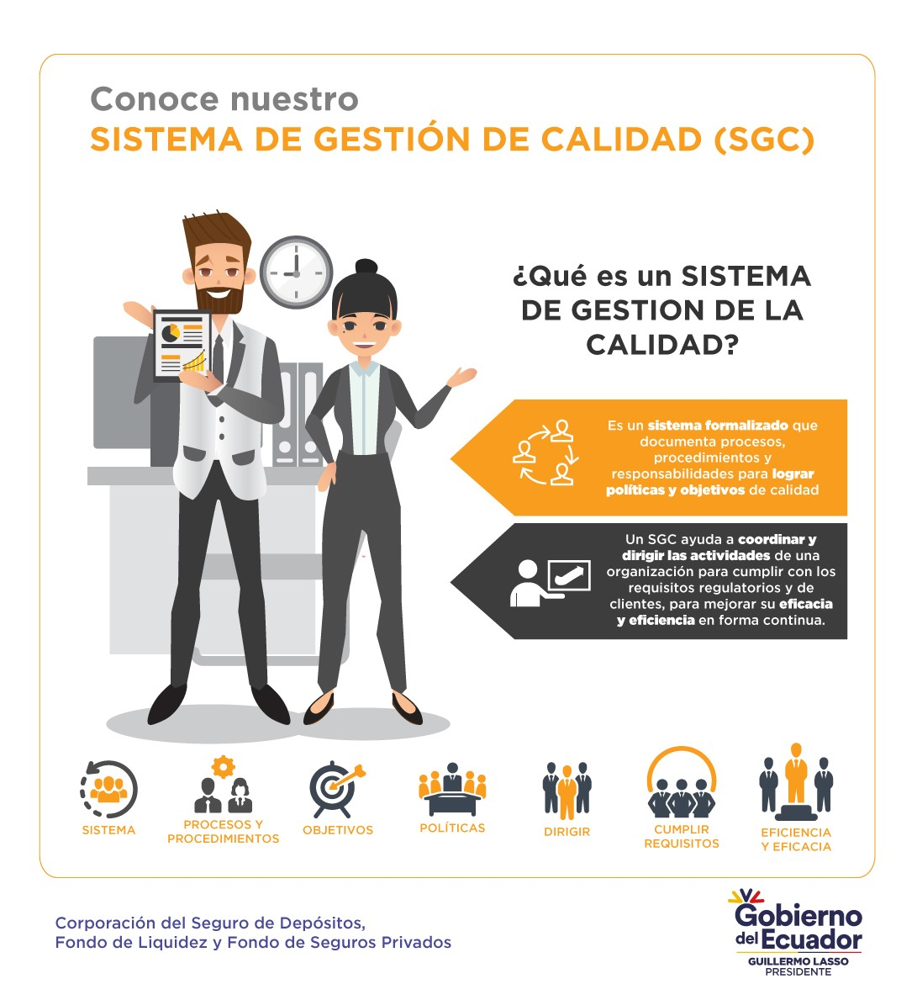 Conoce nuestro
SISTEMA DE GESTIÓN DE CALIDAD (SGC)
¿Qué es un SISTEMA
DE GESTION DE LA
CALIDAD?
Es un sistema formalizado que
documenta procesos,
procedimientos y
responsabilidades para lograr
políticas y objetivos de calidad
Un SGC ayuda a coordinar y
dirigir las actividades de una
organización para cumplir con los
requisitos regulatorios y de
clientes, para mejorar su eficacia
y eficiencia en forma continua.
SISTEMA
PROCESOS Y
PROCEDIMIENTOS
OBJETIVOS
POLÍTICAS
DIRIGIR
CUMPLIR
REQUISITOS
EFICIENCIA
Y EFICACIA
Corporación del Seguro de Depósitos,
Fondo de Liquidez y Fondo de Seguros Privados
Gobierno
del Ecuador
GUILLERMO LASSO
PRESIDENTE